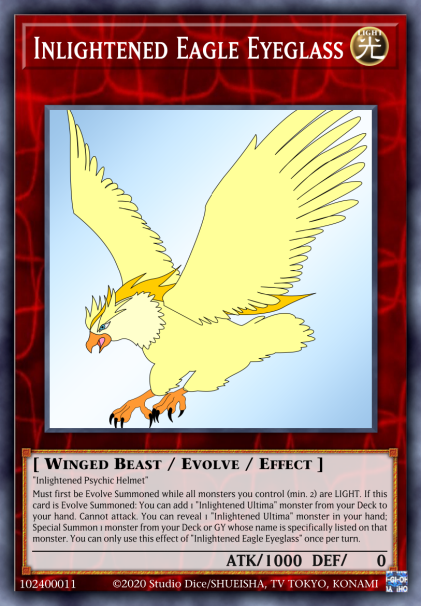 INLIGHTENED EAGLE EYEGLASS
LIGHT
光
[ WINGED BEAST / EVOLVE / EFFECT ]
"Inlightened Psychic Helmet"
Must first be Evolve Summoned while all monsters you control (min. 2) are LIGHT. If this
card is Evolve Summoned: You can add 1 "Inlightened Ultima" monster from your Deck to
your hand. Cannot attack. You can reveal 1 "Inlightened Ultima" monster in your hand;
Special Summon 1 monster from your Deck or GY whose name is specifically listed on that
monster. You can only use this effect of "Inlightened Eagle Eyeglass" once per turn.
ATK/1000 DEF/ 0
102400011 ©2020 Studio Dice/SHUEISHA, TV TOKYO, KONAMI